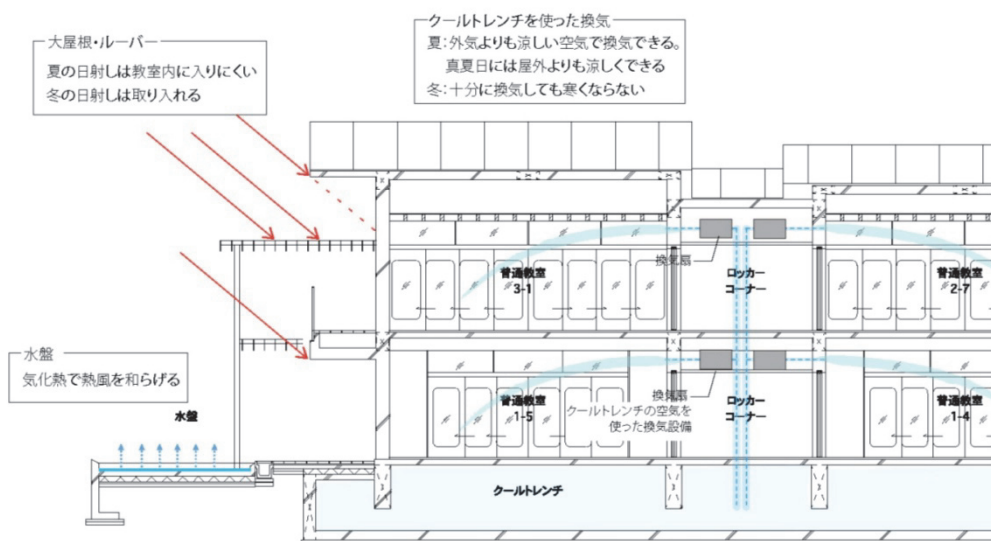 クールトレンチを使った換気
夏：外気よりも涼しい空気で換気できる。
真夏日には屋外よりも涼しくできる
冬：十分に換気しても寒くならない
大屋根・ルーバー
夏の日射しは教室内に入りにくい
冬の日射しは取り入れる
換気扇
普通教室
3-1
ロッカー
コーナー
普通教室
2-7
水盤
気化熱で熱風を和らげる
水盤
普通教室
1-5
換気扇
クールトレンチの空気を
使った換気設備
ロッカー
コーナー
普通教室
1-4
クールトレンチ